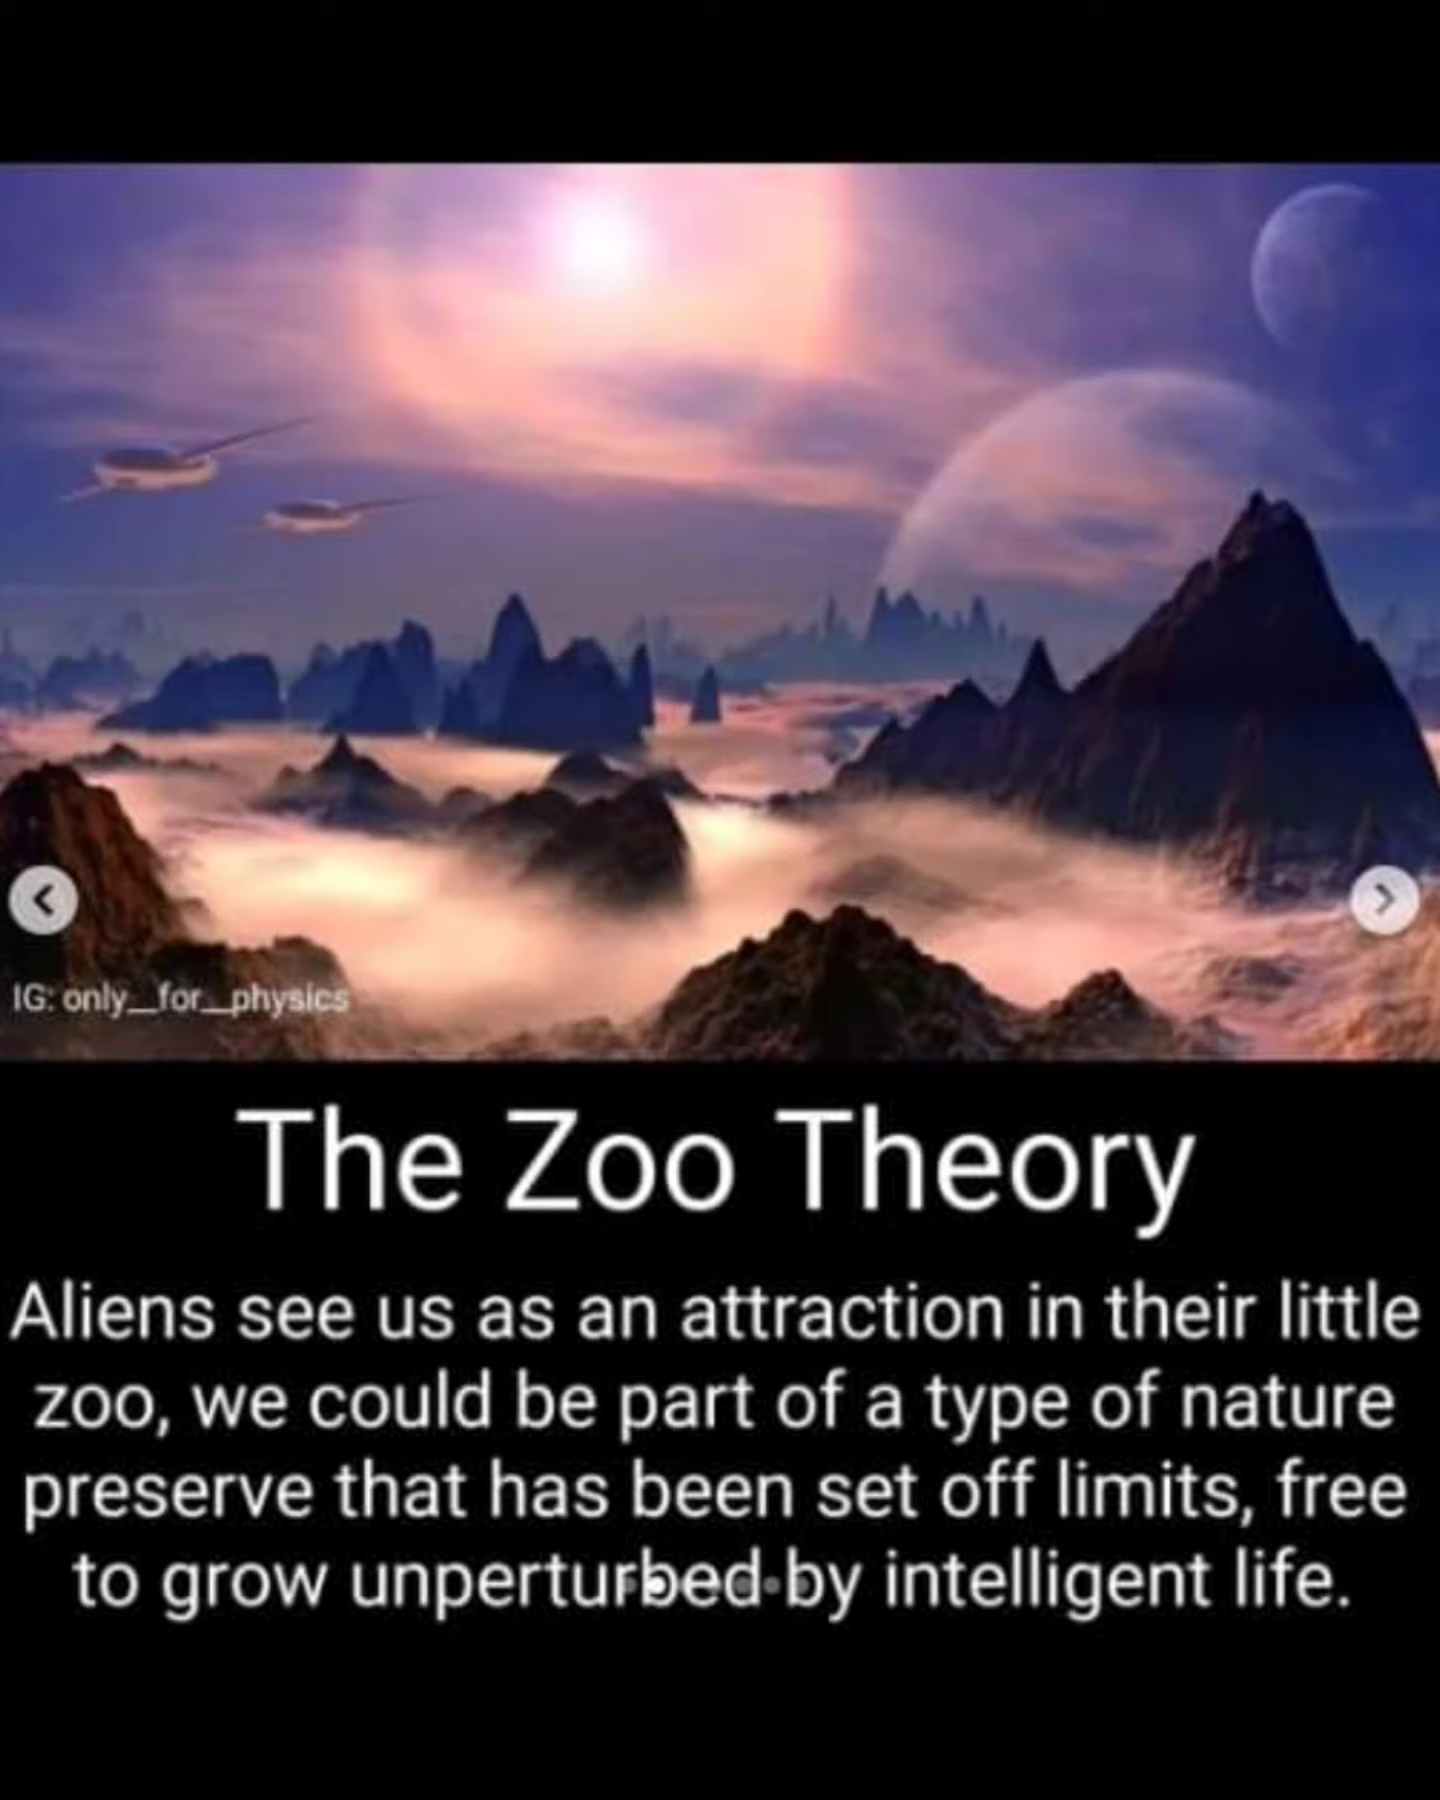 IG: only__for__physics
The Zoo Theory
Aliens see us as an attraction in their little
zoo, we could be part of a type of nature
preserve that has been set off limits, free
to grow unperturbed by intelligent life.